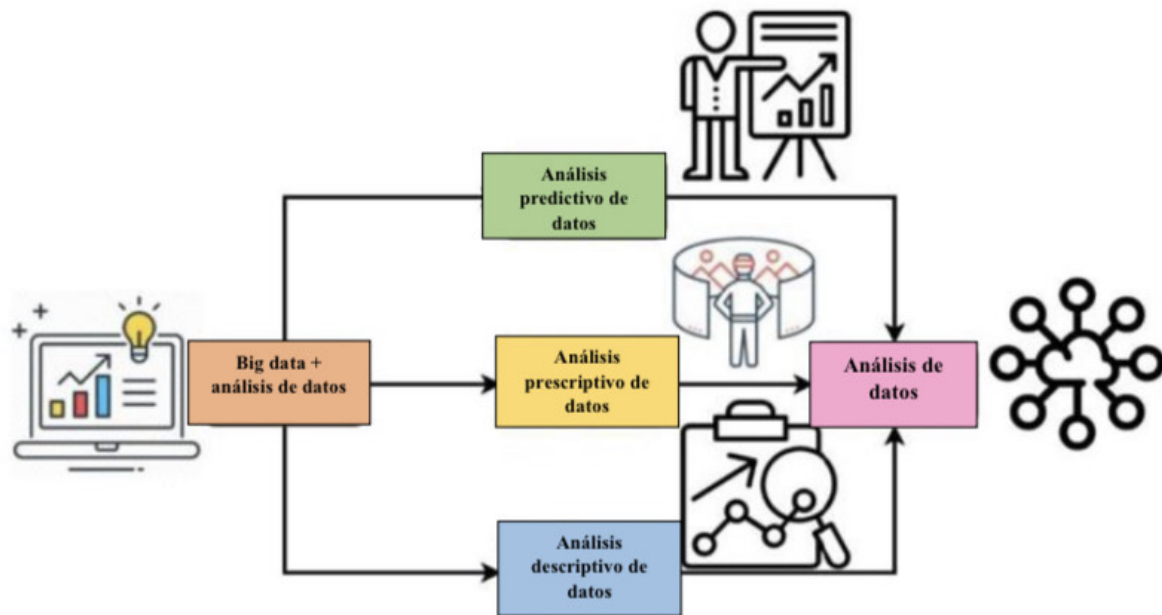 Análisis
predictivo de
datos
Big data +
análisis de datos
Análisis
prescriptivo de
datos
Análisis de
datos
Análisis
descriptivo de
datos